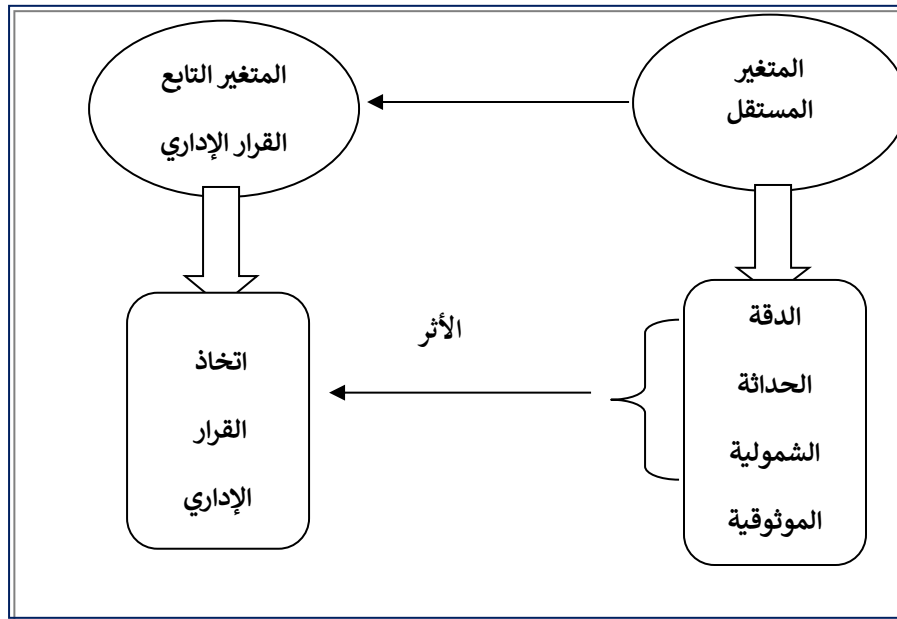 المتغير
المستقل
المتغير التابع
القرار الإداري
الدقة
الحداثة
الشمولية
الموثوقية
الأثر
اتخاذ
القرار
الإداري